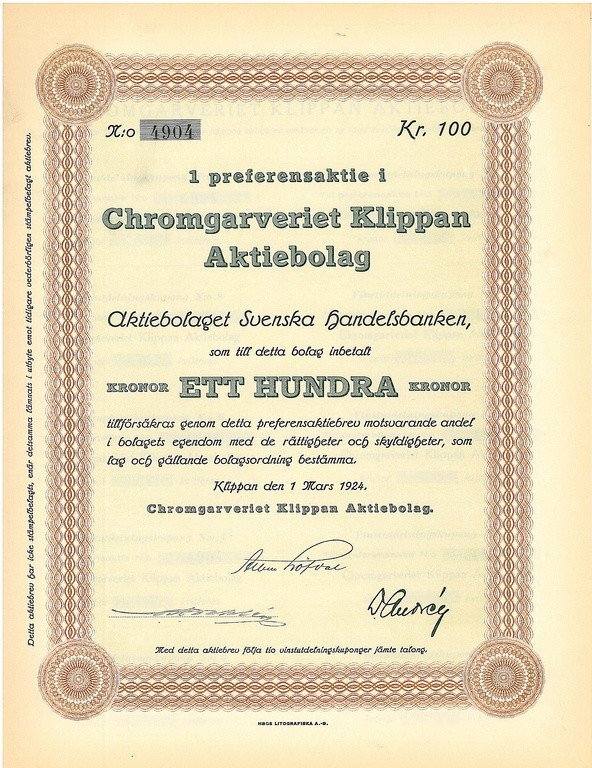 N:o 4904 Kr. 100
1 preferensaktie i
Chromgarveriet Klippan
Aktiebolag
Aktiebolaget Svenska Handelsbanken,
som till detta bolag inbetalt
KRONOR ETT HUNDRA KRONOR
tillförsäkras genom detta preferensaktiebrev motsvarande andel
i bolagets egendom med de rättigheter och skyldigheter, som
lag och gällande bolagsordning bestämma.
Klippan den 1 Mars 1924.
Chromgarveriet Klippan Aktiebolag.
Med detta aktiebrev följa tio vinstutdelningskuponger jämte talong.
HBGS LITOGRAFISKA A.-B.
Detta aktiebrev har icke stämpelbelagts, enär detsamma lämnats i utbyte emot tidigare vederbörligen stämpelbelagt aktiebrev.